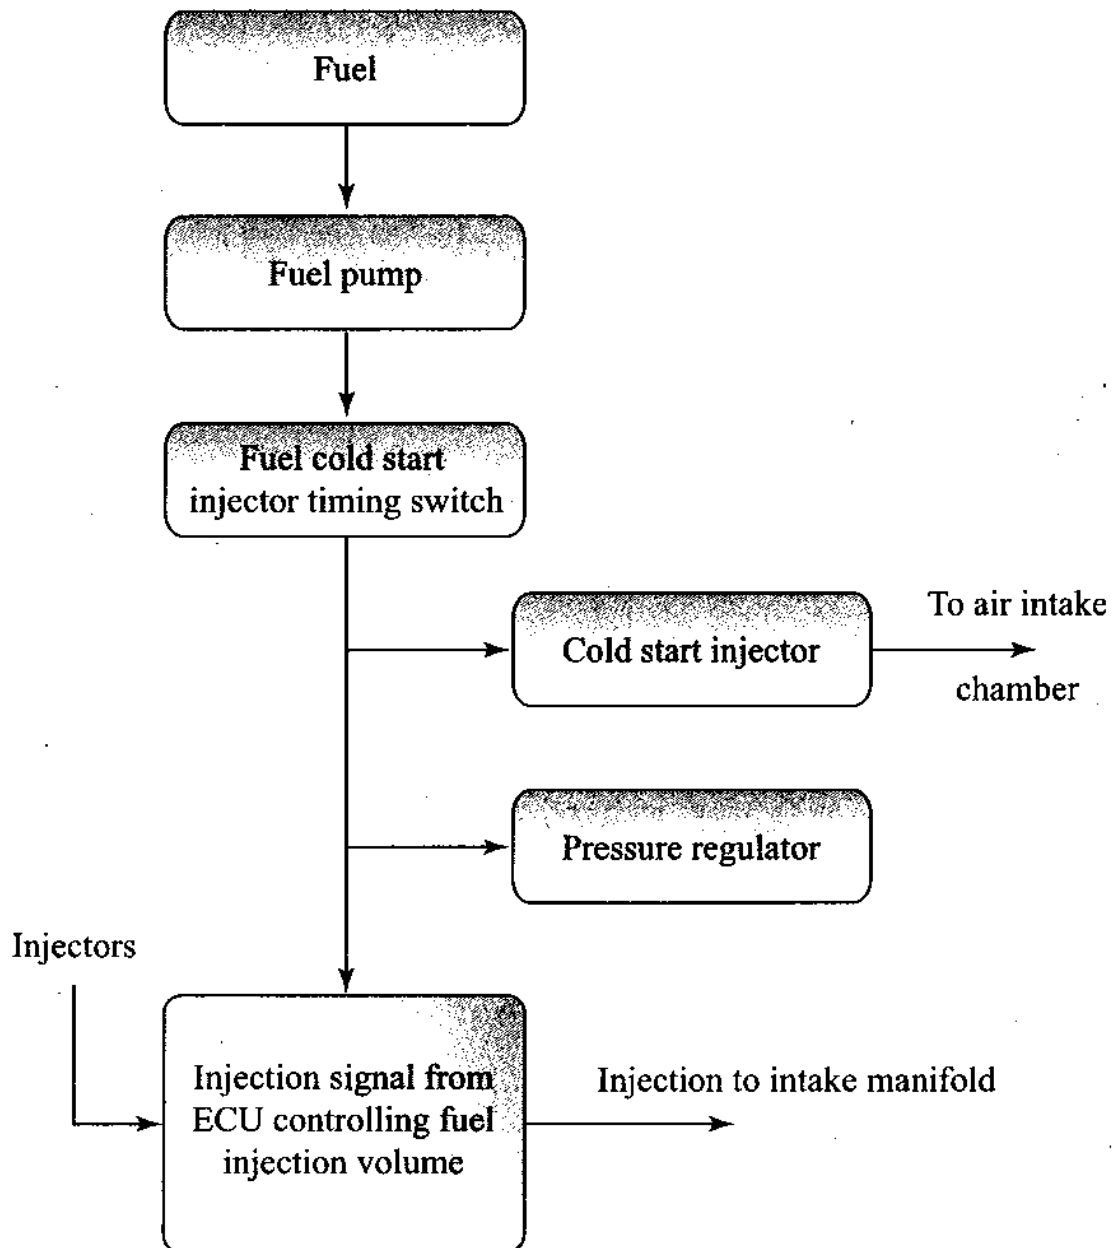 Fuel
Fuel pump
Fuel cold start
injector timing switch
Cold start injector
To air intake
chamber
Pressure regulator
Injectors
Injection signal from
ECU controlling fuel
injection volume
Injection to intake manifold